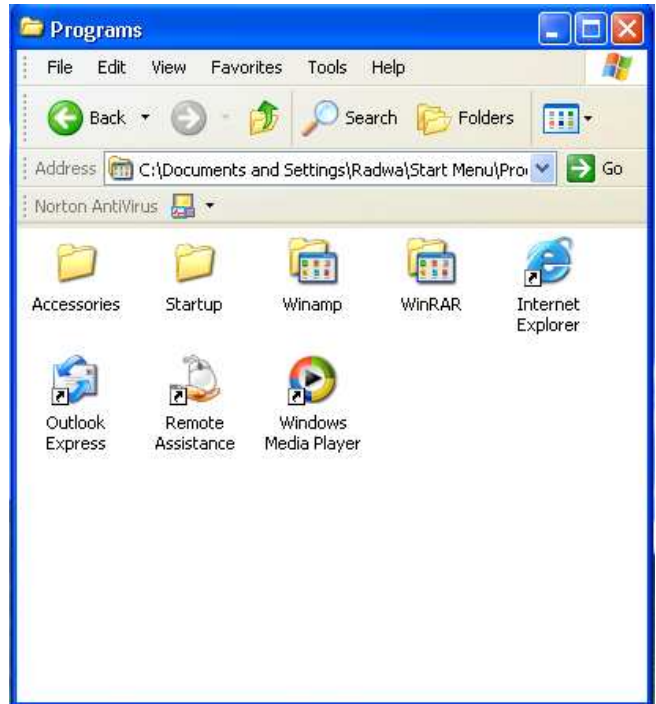 Programs
File Edit View Favorites Tools Help
Back Search Folders
Address C:\Documents and Settings\Radwa\Start Menu\Pro Go
Norton AntiVirus
Accessories Startup Winamp WinRAR Internet Explorer
Outlook Express Remote Assistance Windows Media Player